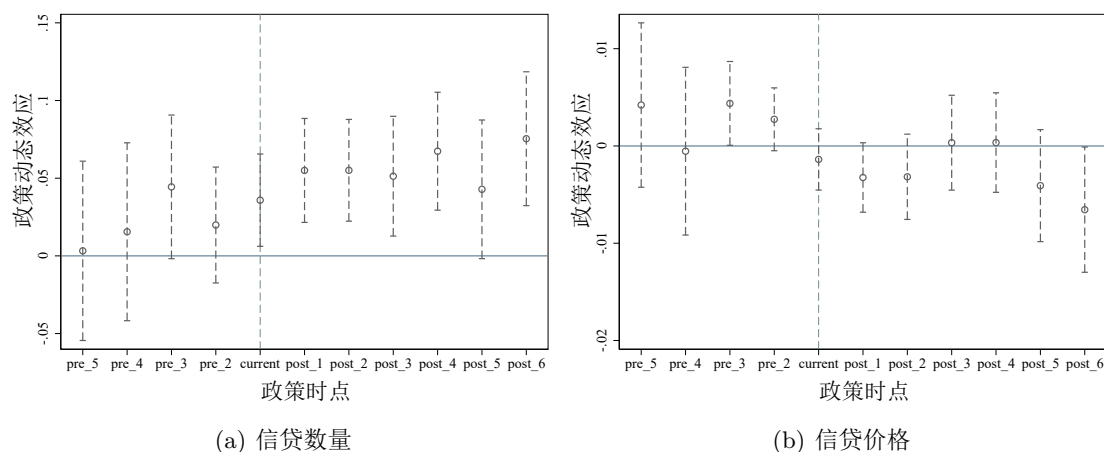 .15
.1
.05
0
-.05
政策动态效应
pre_5 pre_4 pre_3 pre_2 current post_1 post_2 post_3 post_4 post_5 post_6
政策时点
(a) 信贷数量
.01
0
-.01
-.02
政策动态效应
pre_5 pre_4 pre_3 pre_2 current post_1 post_2 post_3 post_4 post_5 post_6
政策时点
(b) 信贷价格